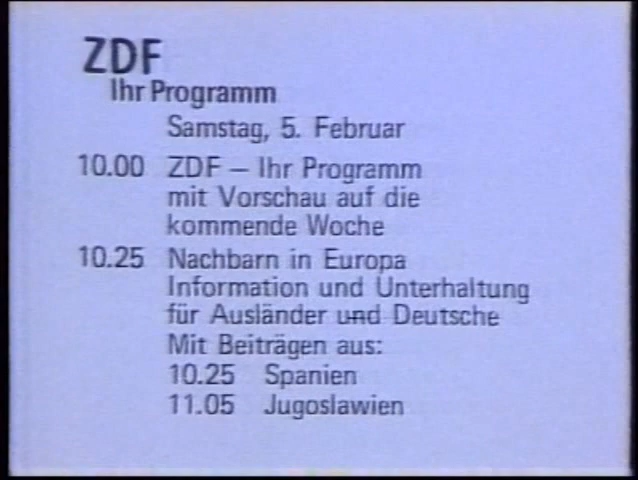 ZDF
Ihr Programm
Samstag, 5. Februar
10.00 ZDF – Ihr Programm
mit Vorschau auf die
kommende Woche
10.25 Nachbarn in Europa
Information und Unterhaltung
für Ausländer und Deutsche
Mit Beiträgen aus:
10.25 Spanien
11.05 Jugoslawien